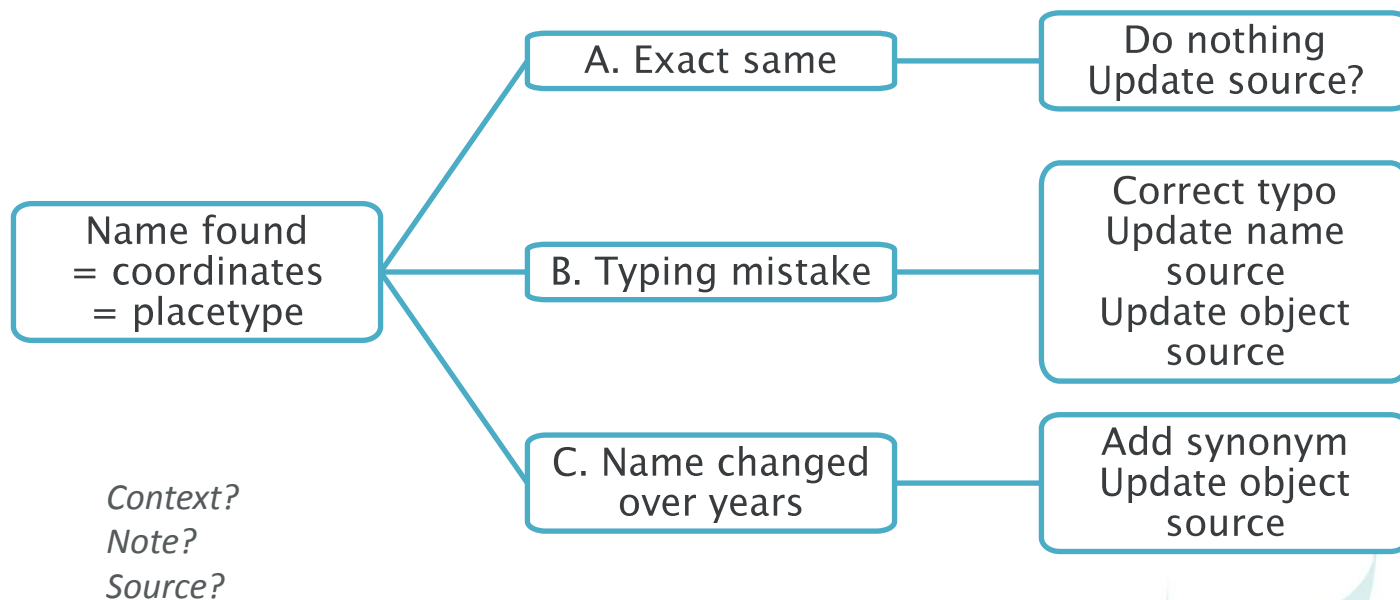 Name found
= coordinates
= placetype
A. Exact same
Do nothing
Update source?
B. Typing mistake
Correct typo
Update name
source
Update object
source
C. Name changed
over years
Add synonym
Update object
source
Context?
Note?
Source?